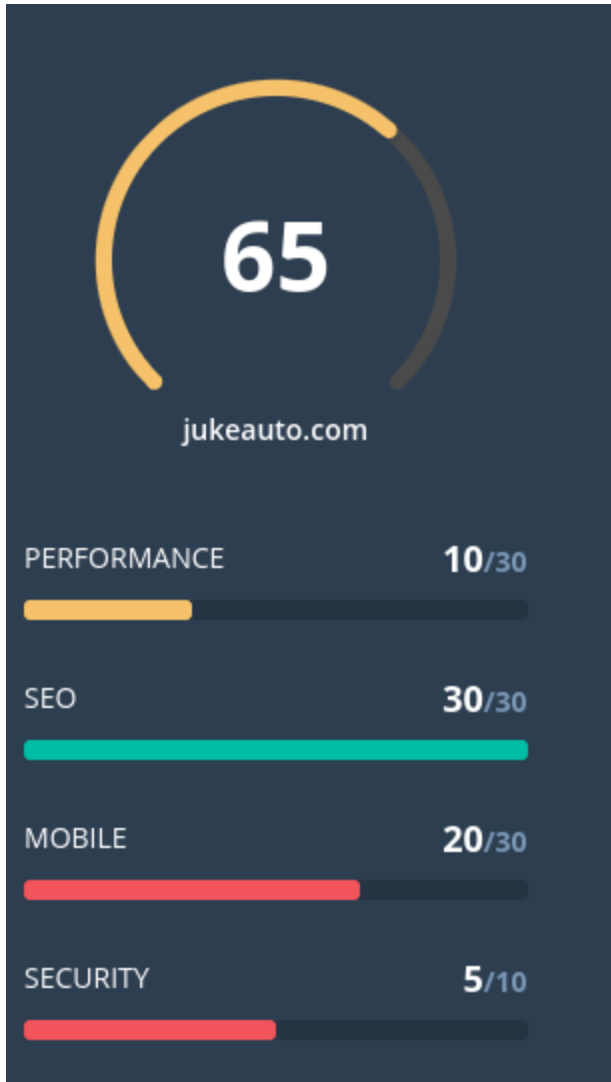 65
jukeauto.com
PERFORMANCE 10/30
SEO 30/30
MOBILE 20/30
SECURITY 5/10